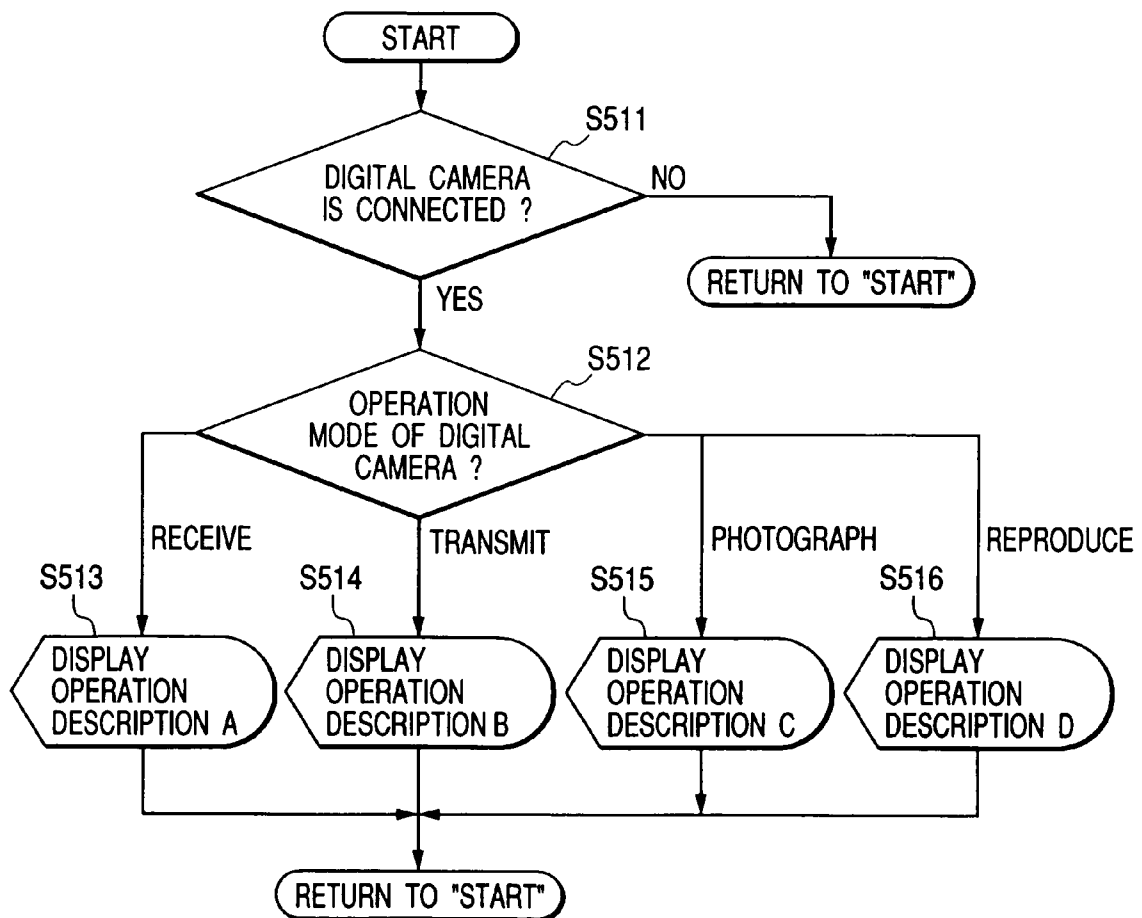 START
S511
DIGITAL CAMERA
IS CONNECTED ?
NO
RETURN TO "START"
YES
S512
OPERATION
MODE OF DIGITAL
CAMERA ?
RECEIVE
TRANSMIT
PHOTOGRAPH
REPRODUCE
S513
S514
S515
S516
DISPLAY
OPERATION
DESCRIPTION A
DISPLAY
OPERATION
DESCRIPTION B
DISPLAY
OPERATION
DESCRIPTION C
DISPLAY
OPERATION
DESCRIPTION D
RETURN TO "START"